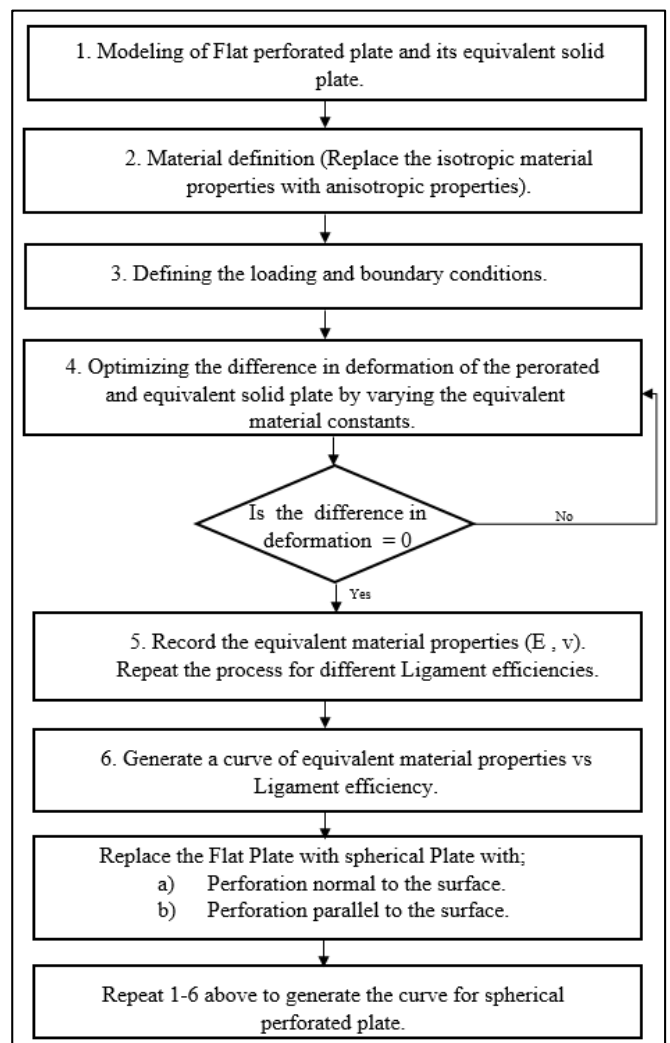 1. Modeling of Flat perforated plate and its equivalent solid
plate.
2. Material definition (Replace the isotropic material
properties with anisotropic properties).
3. Defining the loading and boundary conditions.
4. Optimizing the difference in deformation of the perorated
and equivalent solid plate by varying the equivalent
material constants.
Is the difference in
deformation = 0
No
Yes
5. Record the equivalent material properties (E , v).
Repeat the process for different Ligament efficiencies.
6. Generate a curve of equivalent material properties vs
Ligament efficiency.
Replace the Flat Plate with spherical Plate with;
a) Perforation normal to the surface.
b) Perforation parallel to the surface.
Repeat 1-6 above to generate the curve for spherical
perforated plate.